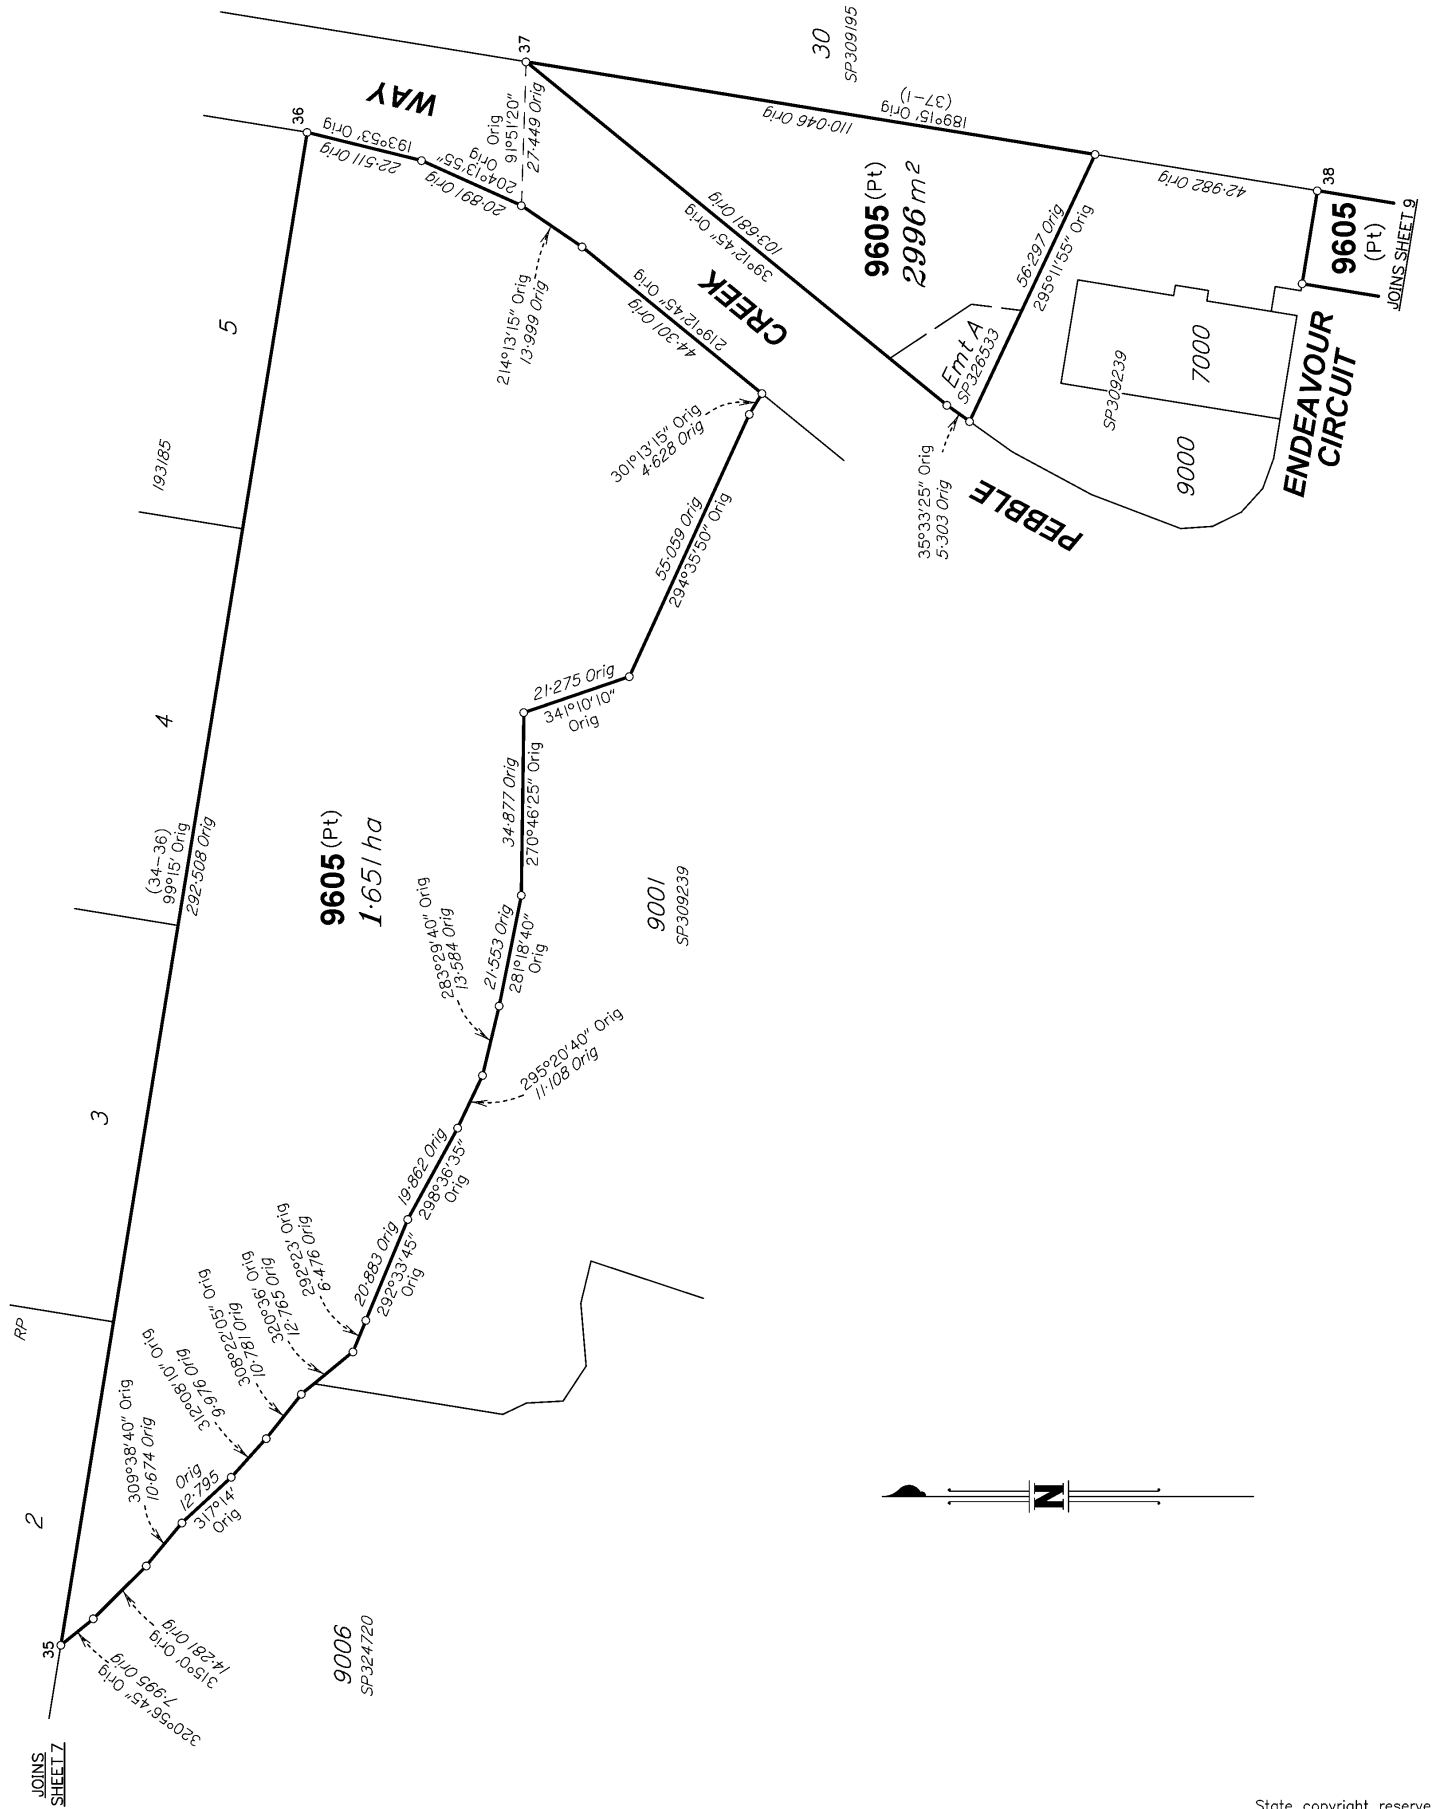 36
37
WAY
30
SP309195
193°53' Orig
22·511 Orig
204°13'55" Orig
20·891 Orig
91°51'20" Orig
27·449 Orig
110·046 Orig
189°15' Orig
(37-1)
5
214°13'15" Orig
13·999 Orig
219°12'45" Orig
44·301 Orig
CREEK
103·681 Orig
39°12'45" Orig
9605 (Pt)
2996 m²
42·982 Orig
38
9605
(Pt)
JOINS SHEET 9
56·297 Orig
295°11'55" Orig
Emt A
SP326533
SP309239
7000
9000
ENDEAVOUR
CIRCUIT
193185
301°13'15" Orig
4·628 Orig
35°33'25" Orig
5·303 Orig
PEBBLE
55·059 Orig
294°35'50" Orig
4
21·275 Orig
341°10'10"
Orig
34·877 Orig
270°46'25" Orig
(34-36)
99°15' Orig
292·508 Orig
9605 (Pt)
1·651 ha
9001
SP309239
283°29'40" Orig
13·584 Orig
21·553 Orig
281°18'40"
Orig
295°20'40" Orig
11·108 Orig
3
19·862 Orig
298°36'35"
Orig
20·883 Orig
292°33'45"
Orig
292°23' Orig
6·476 Orig
320°36' Orig
12·765 Orig
308°22'05" Orig
10·781 Orig
312°08'10" Orig
9·976 Orig
RP
309°38'40" Orig
10·674 Orig
Orig
12·795
317°14'
Orig
2
N
35
315°0' Orig
14·281 Orig
320°56'45" Orig
7·995 Orig
9006
SP324720
JOINS
SHEET 7
State copyright reserve